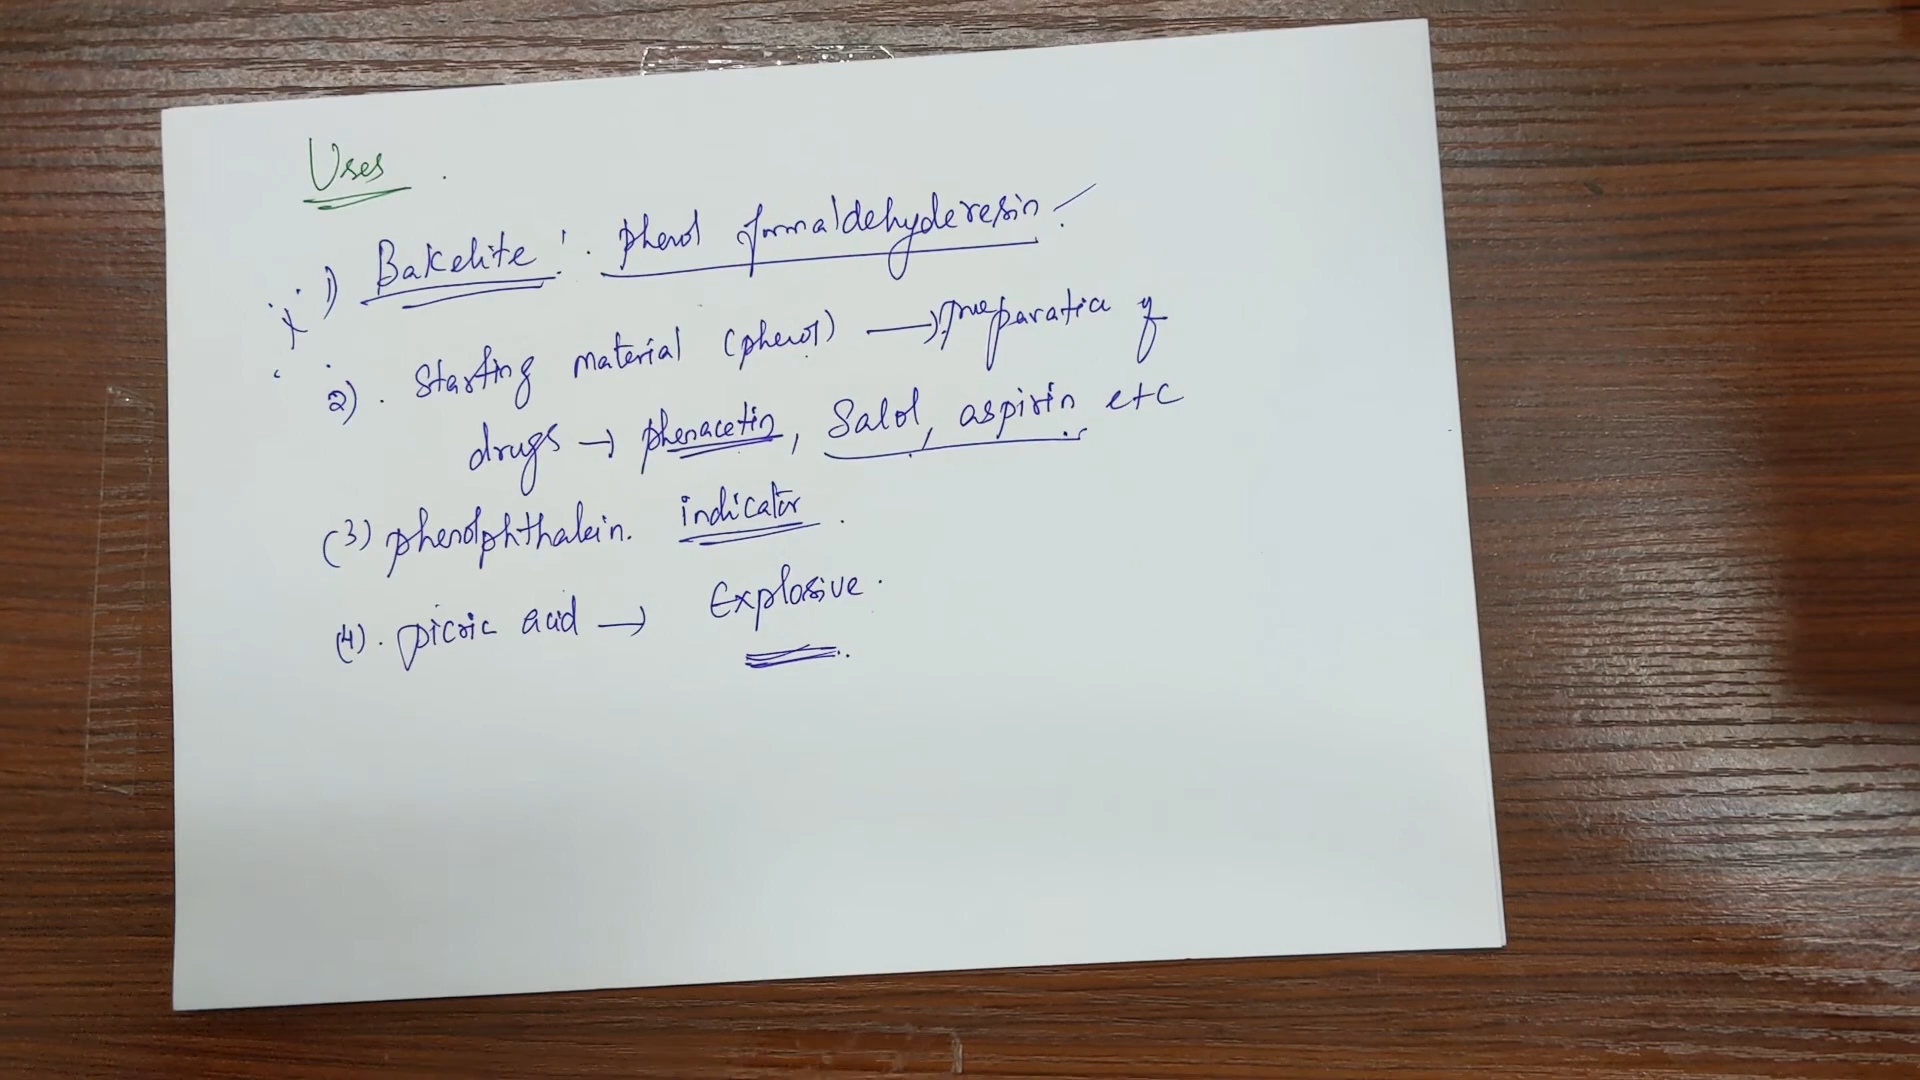 Uses
1) Bakelite: phenol formaldehyde resin
2). Starting material (phenol) → preparation of
drugs → phenacetin, Salol, aspirin etc
(3) phenolphthalein. indicator.
(4). picric acid → Explosive.